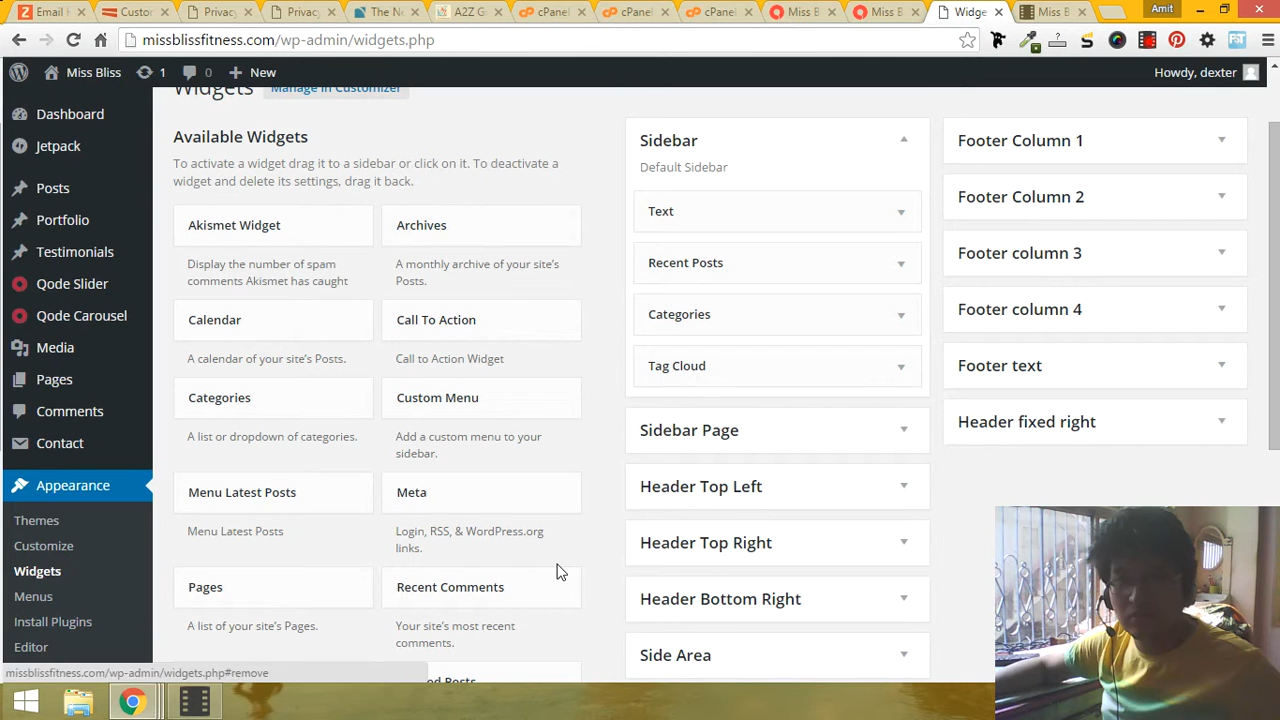 Email H
Custor
Privacy
Privac
The Ne
A2Z G
cPanel
cPanel
cPanel
Miss B
Miss B
Widge
Miss B
Amit
missblissfitness.com/wp-admin/widgets.php
Miss Bliss
1
0
New
Howdy, dexter
Dashboard
Jetpack
Posts
Portfolio
Testimonials
Qode Slider
Qode Carousel
Media
Pages
Comments
Contact
Appearance
Themes
Customize
Widgets
Menus
Install Plugins
Editor
Widgets
Manage in Customizer
Available Widgets
To activate a widget drag it to a sidebar or click on it. To deactivate a
widget and delete its settings, drag it back.
Akismet Widget
Archives
Display the number of spam
comments Akismet has caught
A monthly archive of your site's
Posts.
Calendar
Call To Action
A calendar of your site's Posts.
Call to Action Widget
Categories
Custom Menu
A list or dropdown of categories.
Add a custom menu to your
sidebar.
Menu Latest Posts
Meta
Menu Latest Posts
Login, RSS, & WordPress.org
links.
Pages
Recent Comments
A list of your site's Pages.
Your site's most recent
comments.
Sidebar
Default Sidebar
Text
Recent Posts
Categories
Tag Cloud
Sidebar Page
Header Top Left
Header Top Right
Header Bottom Right
Side Area
Footer Column 1
Footer Column 2
Footer column 3
Footer column 4
Footer text
Header fixed right
missblissfitness.com/wp-admin/widgets.php#remove